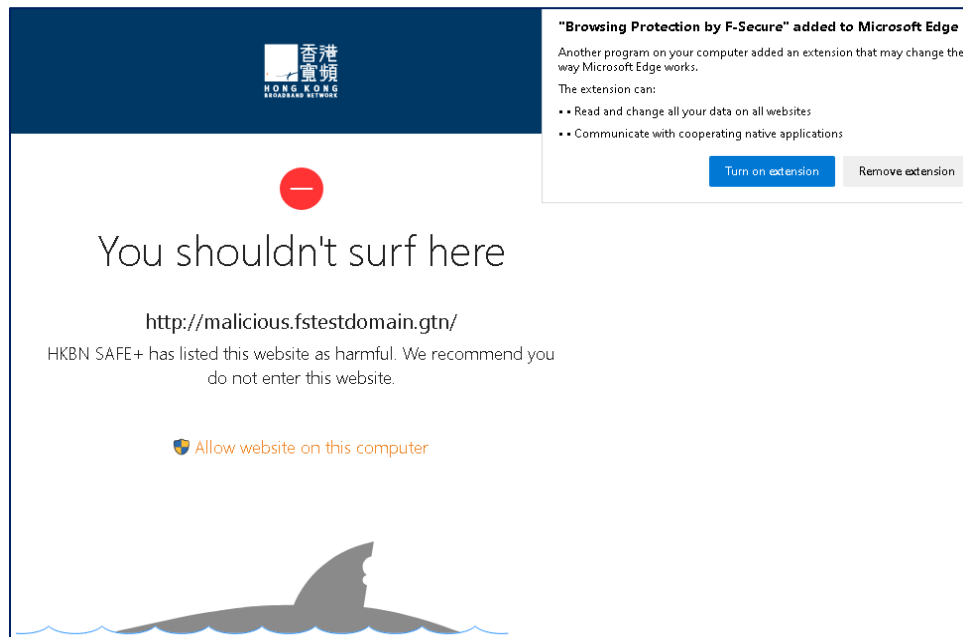 香港
寬頻
HONG KONG
BROADBAND NETWORK
"Browsing Protection by F-Secure" added to Microsoft Edge
Another program on your computer added an extension that may change the
way Microsoft Edge works.
The extension can:
▪ ▪ Read and change all your data on all websites
▪ ▪ Communicate with cooperating native applications
Turn on extension
Remove extension
You shouldn't surf here
http://malicious.fstestdomain.gtn/
HKBN SAFE+ has listed this website as harmful. We recommend you
do not enter this website.
Allow website on this computer